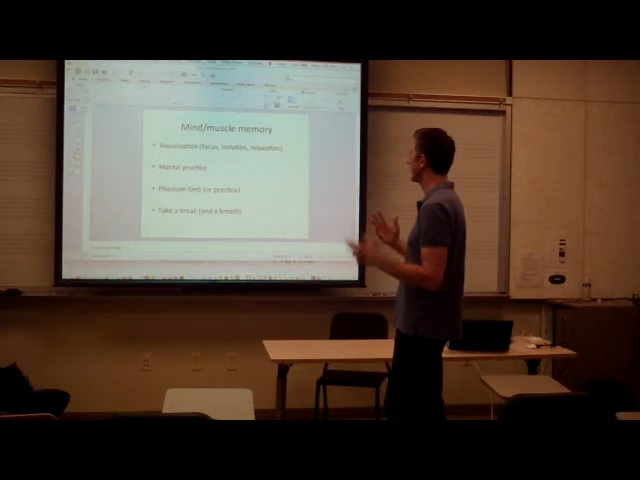 Mind/muscle memory
• Visualization (focus, isolation, relaxation)
• Mental practice
• Phantom limb (or practice)
• Take a break (and a breath)